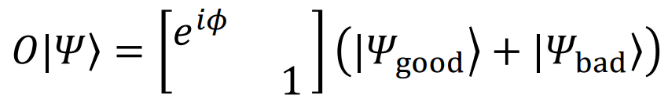 O|Ψ⟩ = [e^{iϕ} 1] (|Ψ_good⟩ + |Ψ_bad⟩)